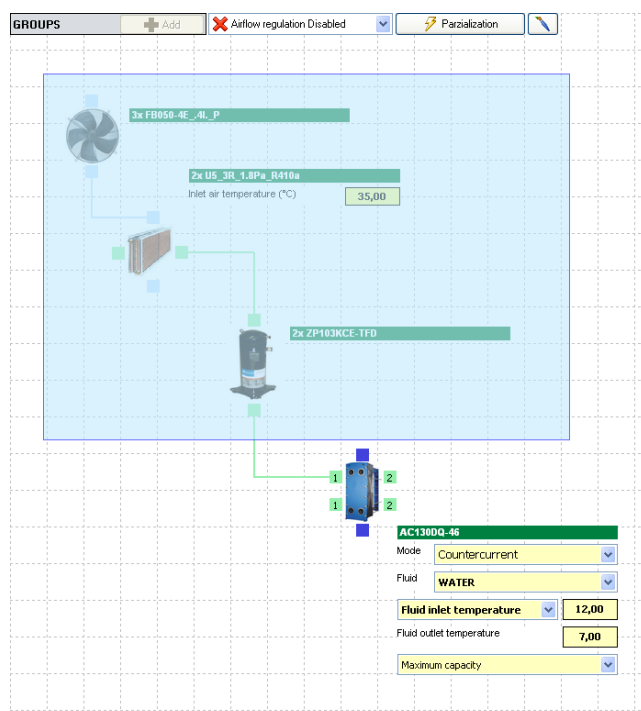 GROUPS Add Airflow regulation Disabled Parzialization
3x FB050-4E_.4I._P
2x U5_3R_1.8Pa_R410a
Inlet air temperature (°C) 35,00
2x ZP103KCE-TFD
1 2
1 2
AC130DQ-46
Mode Countercurrent
Fluid WATER
Fluid inlet temperature 12,00
Fluid outlet temperature 7,00
Maximum capacity